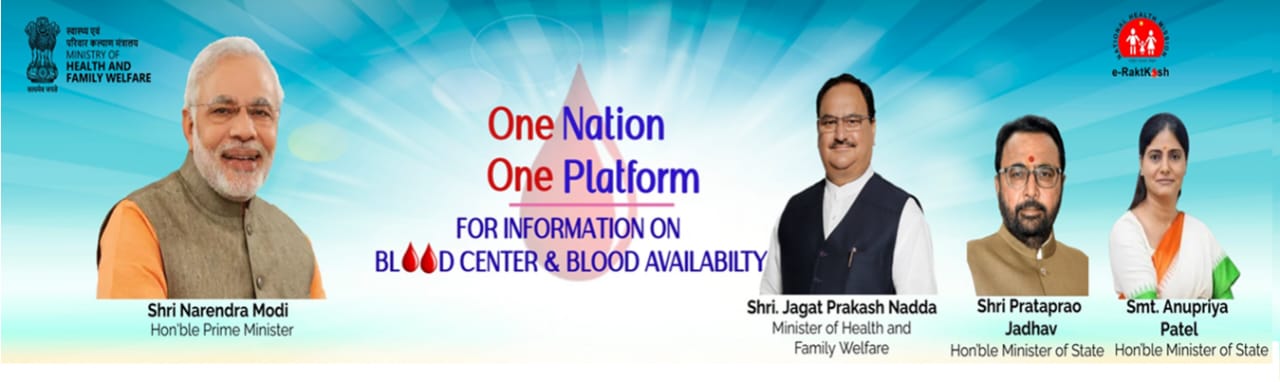 स्वास्थ्य एवं
परिवार कल्याण मंत्रालय
MINISTRY OF
HEALTH AND
FAMILY WELFARE
सत्यमेव जयते
NATIONAL HEALTH MISSION
e-RaktKosh
One Nation
One Platform
FOR INFORMATION ON
BLOOD CENTER & BLOOD AVAILABILTY
Shri Narendra Modi
Hon'ble Prime Minister
Shri. Jagat Prakash Nadda
Minister of Health and
Family Welfare
Shri Prataprao
Jadhav
Hon'ble Minister of State
Smt. Anupriya
Patel
Hon'ble Minister of State